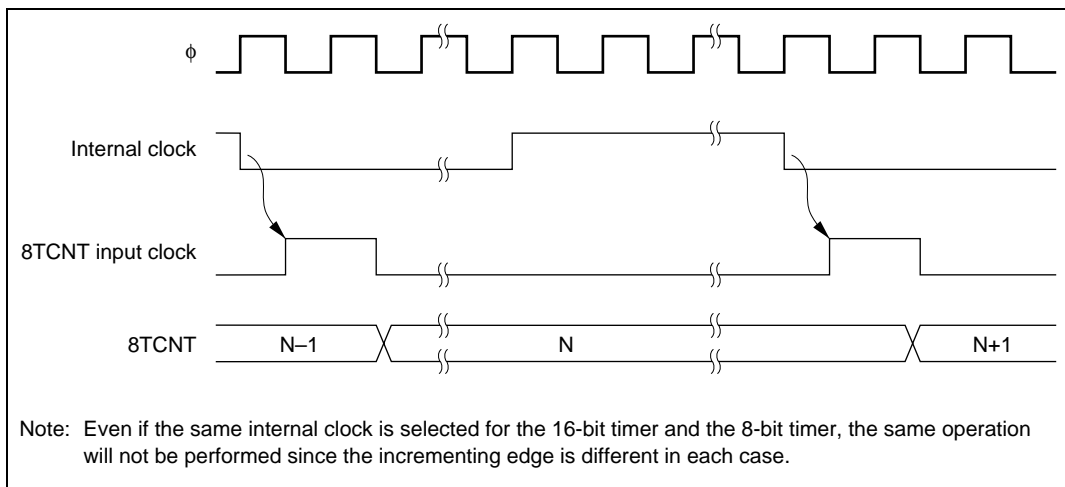 ϕ
Internal clock
8TCNT input clock
8TCNT
N–1
N
N+1
Note: Even if the same internal clock is selected for the 16-bit timer and the 8-bit timer, the same operation
will not be performed since the incrementing edge is different in each case.